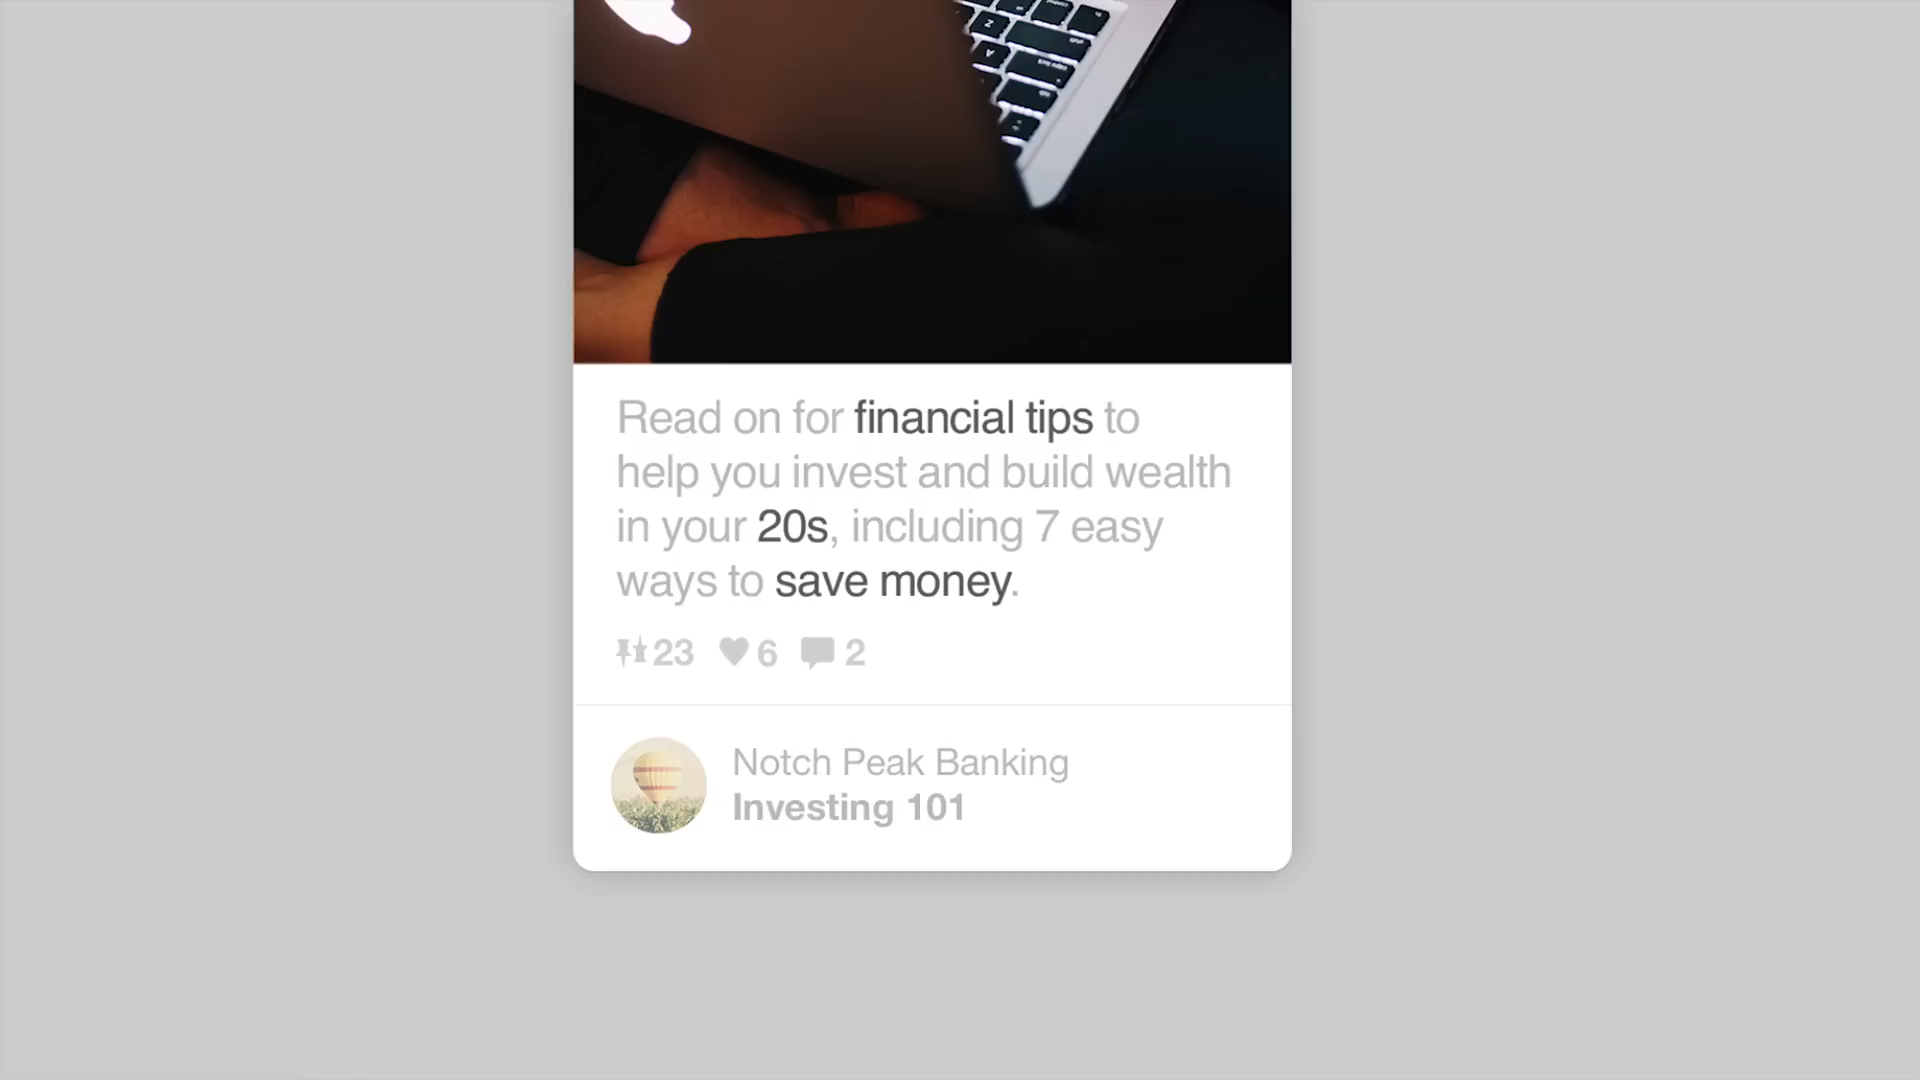 Read on for financial tips to
help you invest and build wealth
in your 20s, including 7 easy
ways to save money.
23 6 2
Notch Peak Banking
Investing 101